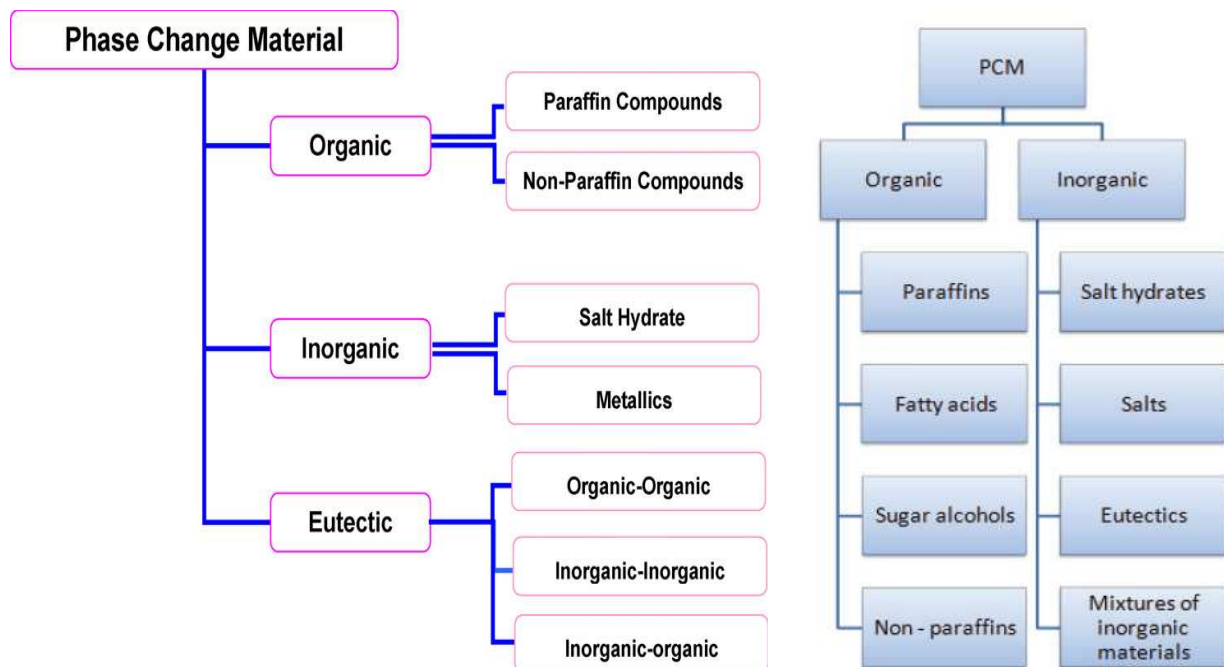 Phase Change Material
Organic
Paraffin Compounds
Non-Paraffin Compounds
Inorganic
Salt Hydrate
Metallics
Eutectic
Organic-Organic
Inorganic-Inorganic
Inorganic-organic
PCM
Organic
Inorganic
Paraffins
Fatty acids
Sugar alcohols
Non - paraffins
Salt hydrates
Salts
Eutectics
Mixtures of
inorganic
materials